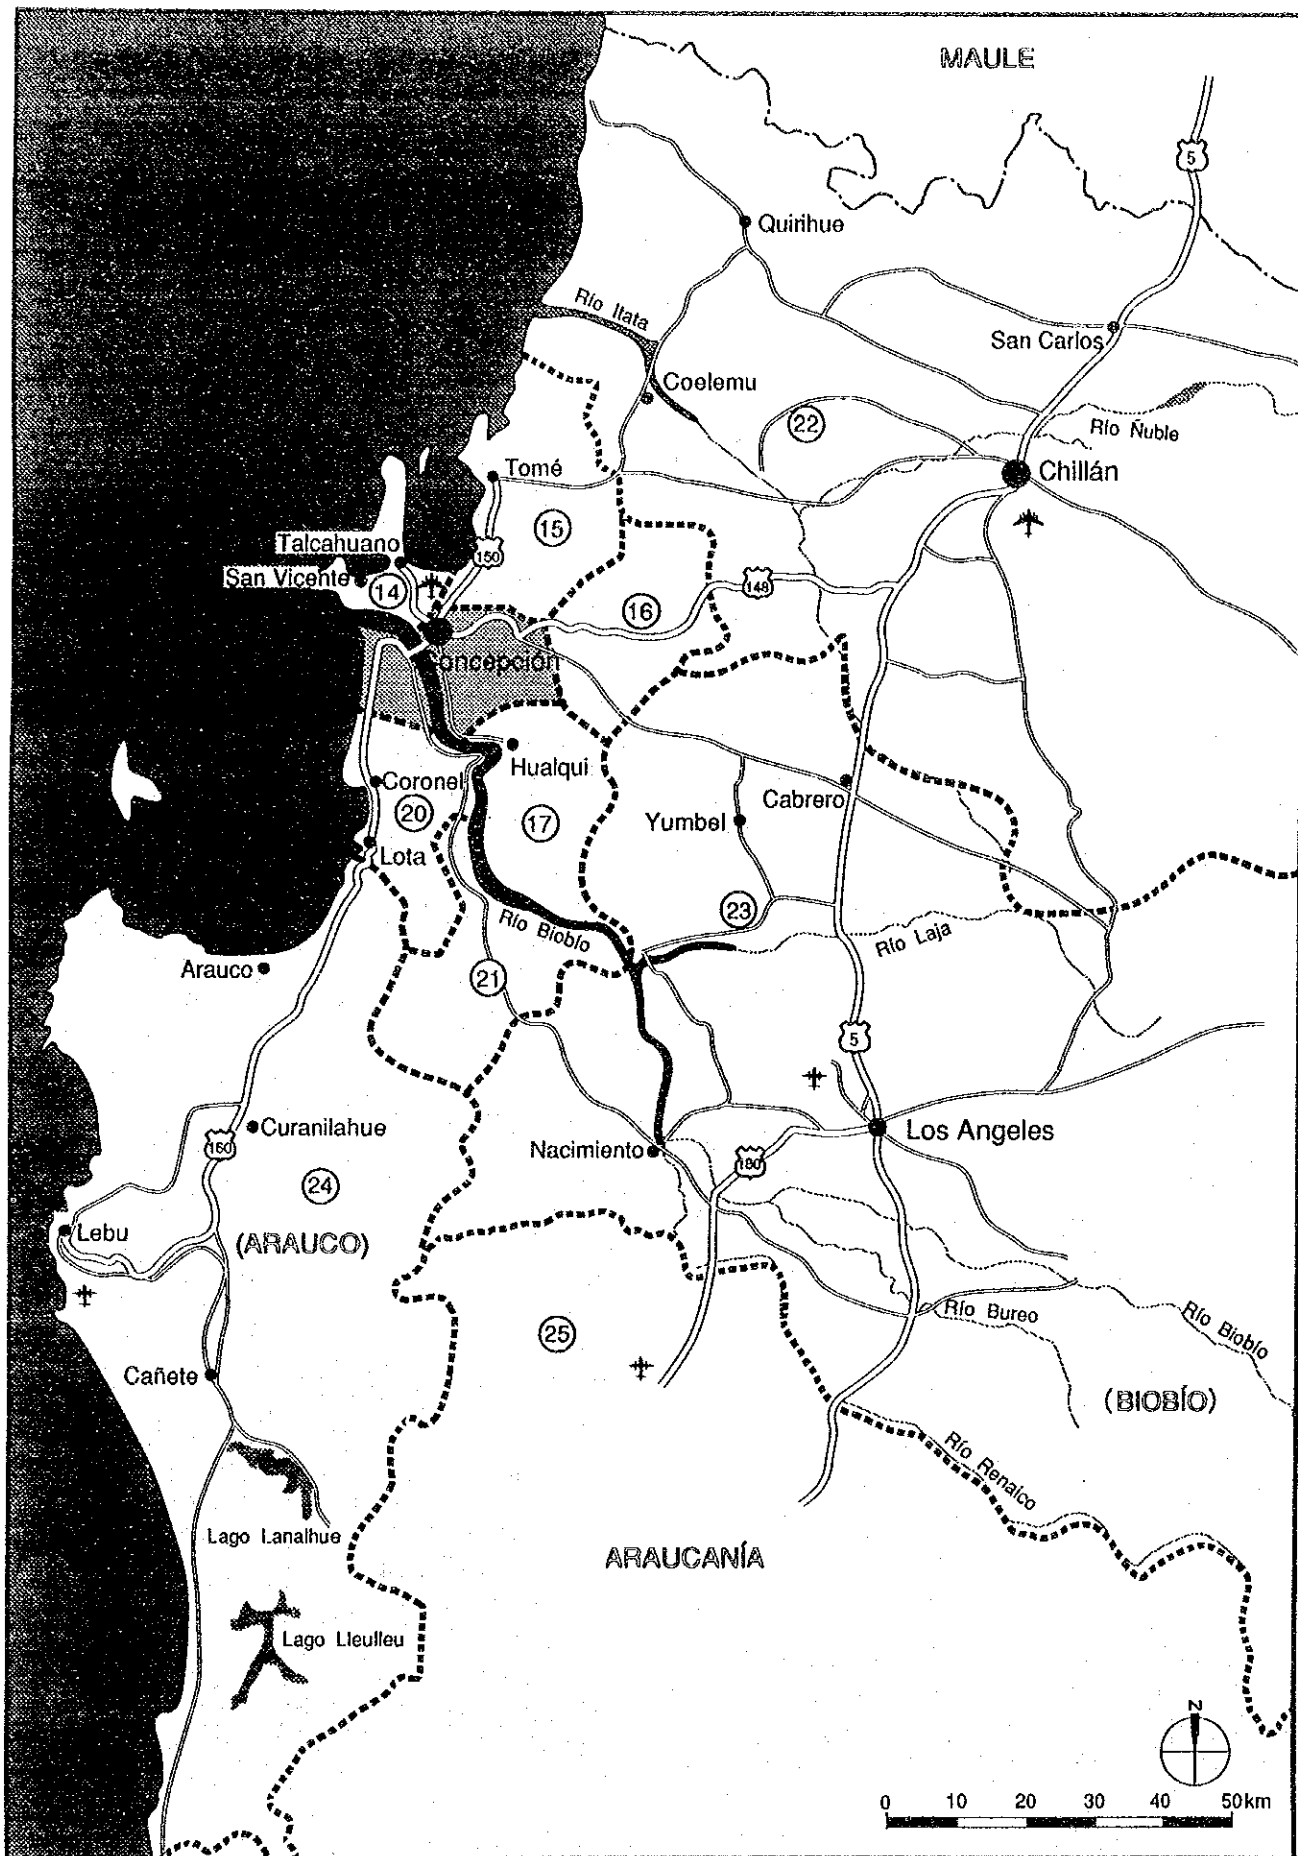 MAULE
5
Quirihue
Río Itata
San Carlos
Coelemu
22
Río Ñuble
Tomé
Chillán
15
Talcahuano
150
San Vicente
14
148
16
Concepción
Hualqui
Coronel
20
Cabrero
17
Yumbel
Lota
23
Río Biobío
Río Laja
Arauco
21
5
Curanilahue
160
Los Angeles
Nacimiento
180
24
Lebu
(ARAUCO)
Río Bureo
Río Biobío
25
Cañete
(BIOBÍO)
Río Renaico
Lago Lanalhue
ARAUCANÍA
Lago Lleulleu
N
0 10 20 30 40 50km